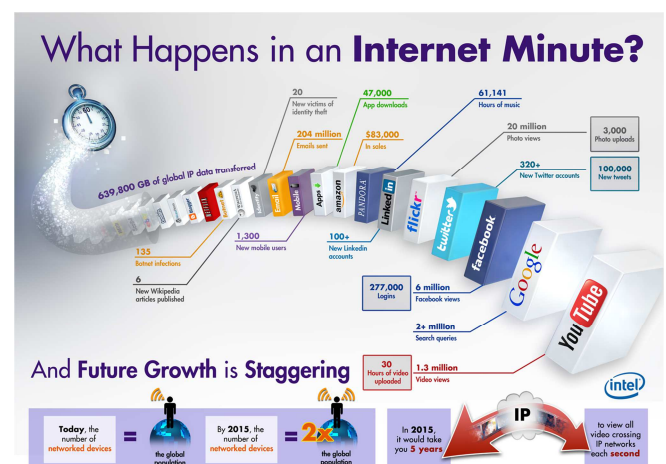 What Happens in an Internet Minute?
60
20
New victims of
identity theft
47,000
App downloads
61,141
Hours of music
204 million
Emails sent
$83,000
In sales
20 million
Photo views
3,000
Photo uploads
320+
New Twitter accounts
100,000
New tweets
639,800 GB of global IP data transferred
Identity
Email
Mobile
Apps
amazon
PANDORA
Linked in
flickr
twitter
facebook
Google
YouTube
135
Botnet infections
6
New Wikipedia
articles published
1,300
New mobile users
100+
New Linkedin
accounts
277,000
Logins
6 million
Facebook views
2+ million
Search queries
30
Hours of video
uploaded
1.3 million
Video views
And Future Growth is Staggering
intel
Today, the
number of
networked devices
=
the global
population
By 2015, the
number of
networked devices
=
2x
the global
population
In 2015,
it would take
you 5 years
IP
to view all
video crossing
IP networks
each second